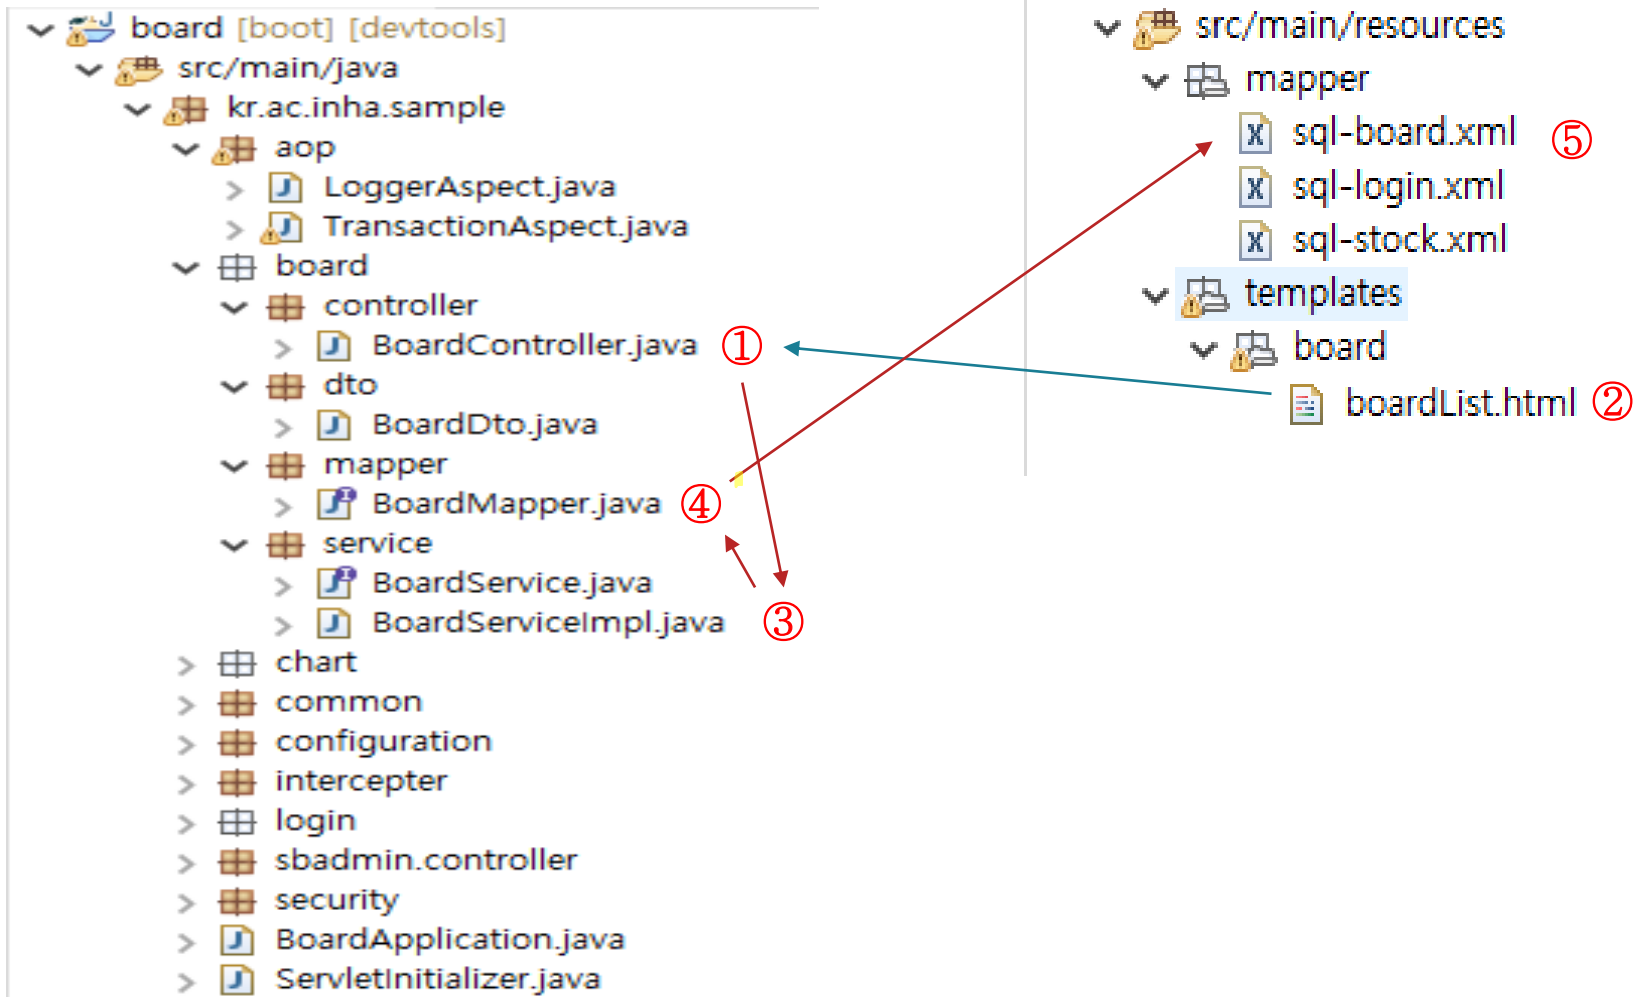 board [boot] [devtools]
src/main/java
kr.ac.inha.sample
aop
LoggerAspect.java
TransactionAspect.java
board
controller
BoardController.java ①
dto
BoardDto.java
mapper
BoardMapper.java ④
service
BoardService.java
BoardServiceImpl.java ③
chart
common
configuration
intercepter
login
sbadmin.controller
security
BoardApplication.java
ServletInitializer.java
src/main/resources
mapper
sql-board.xml ⑤
sql-login.xml
sql-stock.xml
templates
board
boardList.html ②